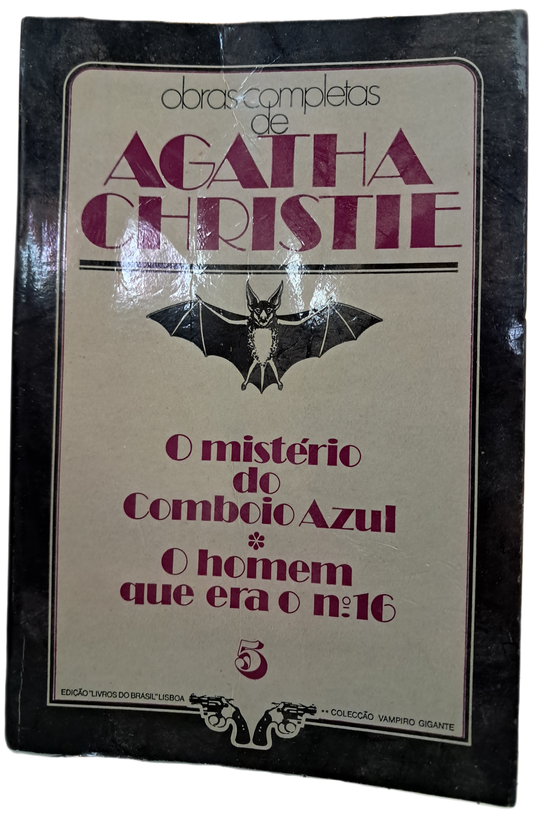 obras completas
de
AGATHA
CHRISTIE
O mistério
do
Comboio Azul
*
O homem
que era o nº16
5
EDIÇÃO "LIVROS DO BRASIL" LISBOA
** COLECÇÃO VAMPIRO GIGANTE